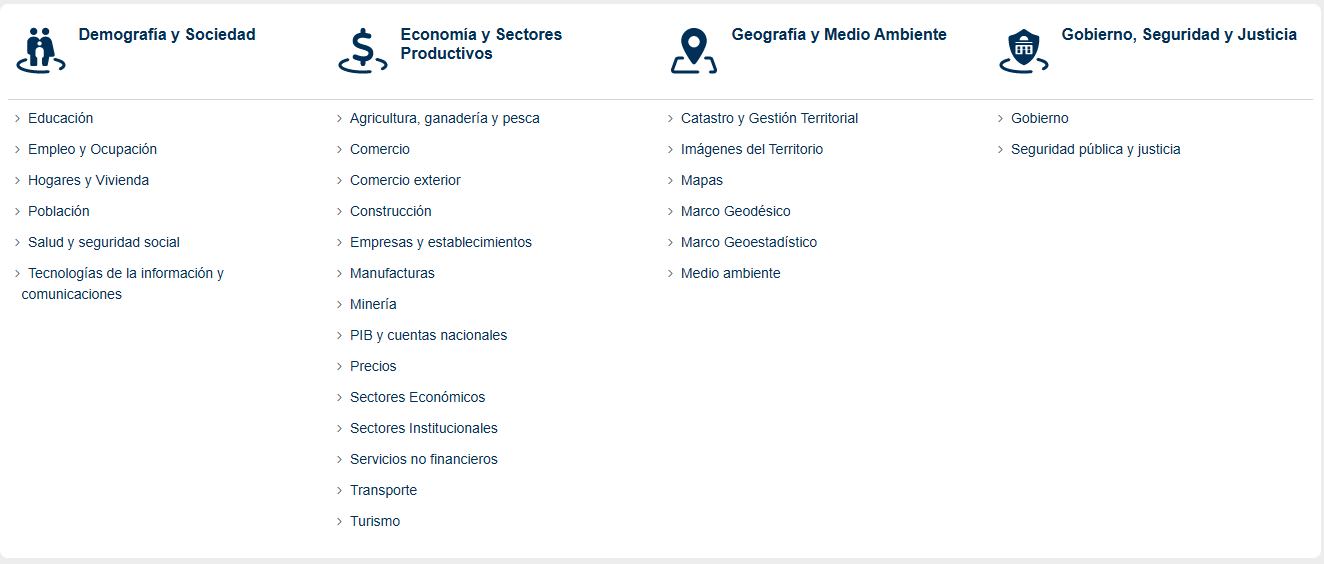 Demografía y Sociedad
Educación
Empleo y Ocupación
Hogares y Vivienda
Población
Salud y seguridad social
Tecnologías de la información y
comunicaciones
Economía y Sectores
Productivos
Agricultura, ganadería y pesca
Comercio
Comercio exterior
Construcción
Empresas y establecimientos
Manufacturas
Minería
PIB y cuentas nacionales
Precios
Sectores Económicos
Sectores Institucionales
Servicios no financieros
Transporte
Turismo
Geografía y Medio Ambiente
Catastro y Gestión Territorial
Imágenes del Territorio
Mapas
Marco Geodésico
Marco Geoestadístico
Medio ambiente
Gobierno, Seguridad y Justicia
Gobierno
Seguridad pública y justicia